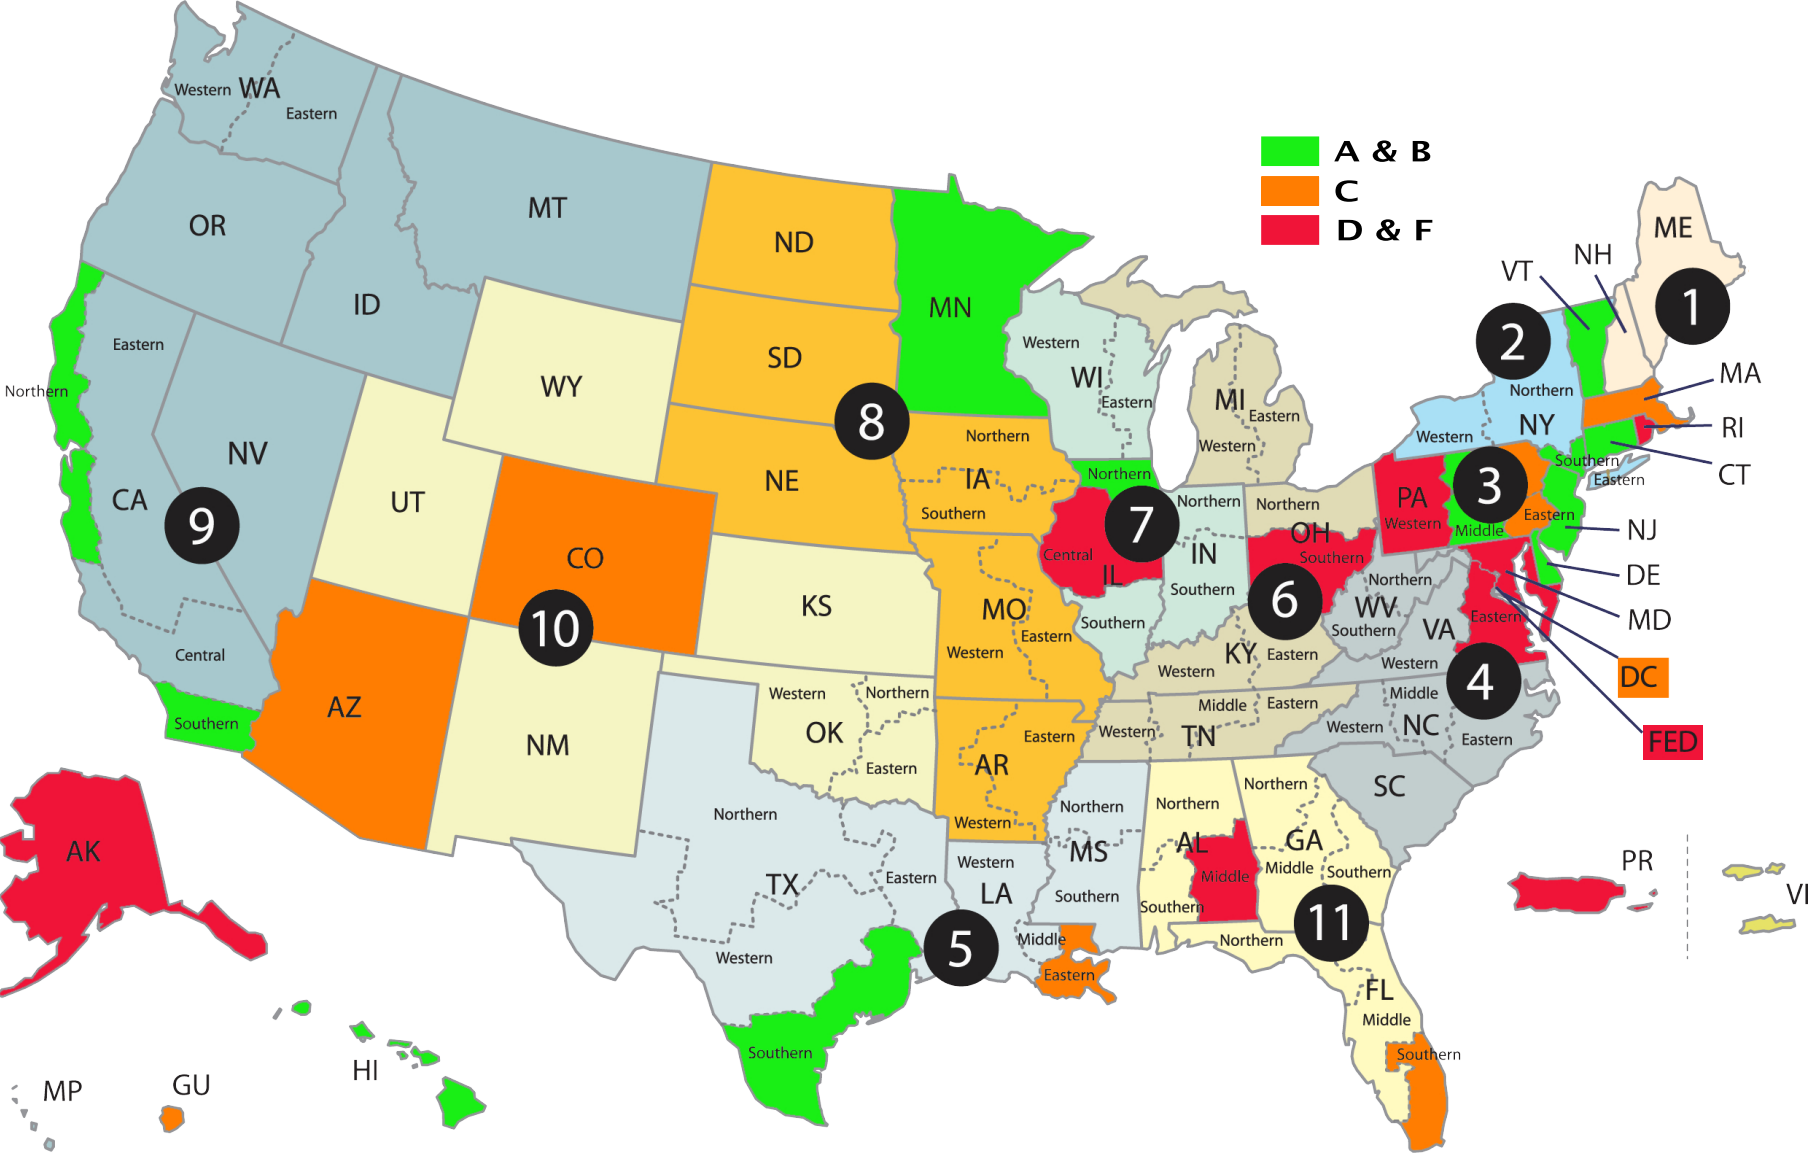 A & B
C
D & F
WA
Western
Eastern
MT
OR
ID
ND
MN
ME
NH
VT
1
2
SD
WY
Eastern
Northern
Western
WI
Eastern
MI
Eastern
Western
Northern
NY
Western
MA
RI
CT
Southern
Eastern
NV
CA
9
UT
CO
10
NE
8
Northern
IA
Southern
Northern
7
Central
IL
Southern
Northern
IN
Southern
Northern
OH
Southern
6
PA
Western
3
Middle
Eastern
NJ
DE
MD
DC
FED
KS
MO
Eastern
Western
Northern
WV
Southern
VA
Eastern
Western
4
KY
Western
Eastern
Central
Southern
AZ
NM
Western
Northern
OK
Eastern
AR
Eastern
Western
Western
TN
Middle
Eastern
Middle
Western
NC
Eastern
SC
Northern
TX
Eastern
Western
Southern
Western
LA
Middle
Eastern
5
Northern
MS
Southern
Northern
AL
Middle
Southern
Northern
GA
Middle
Southern
11
Northern
FL
Middle
Southern
PR
VI
AK
HI
MP
GU